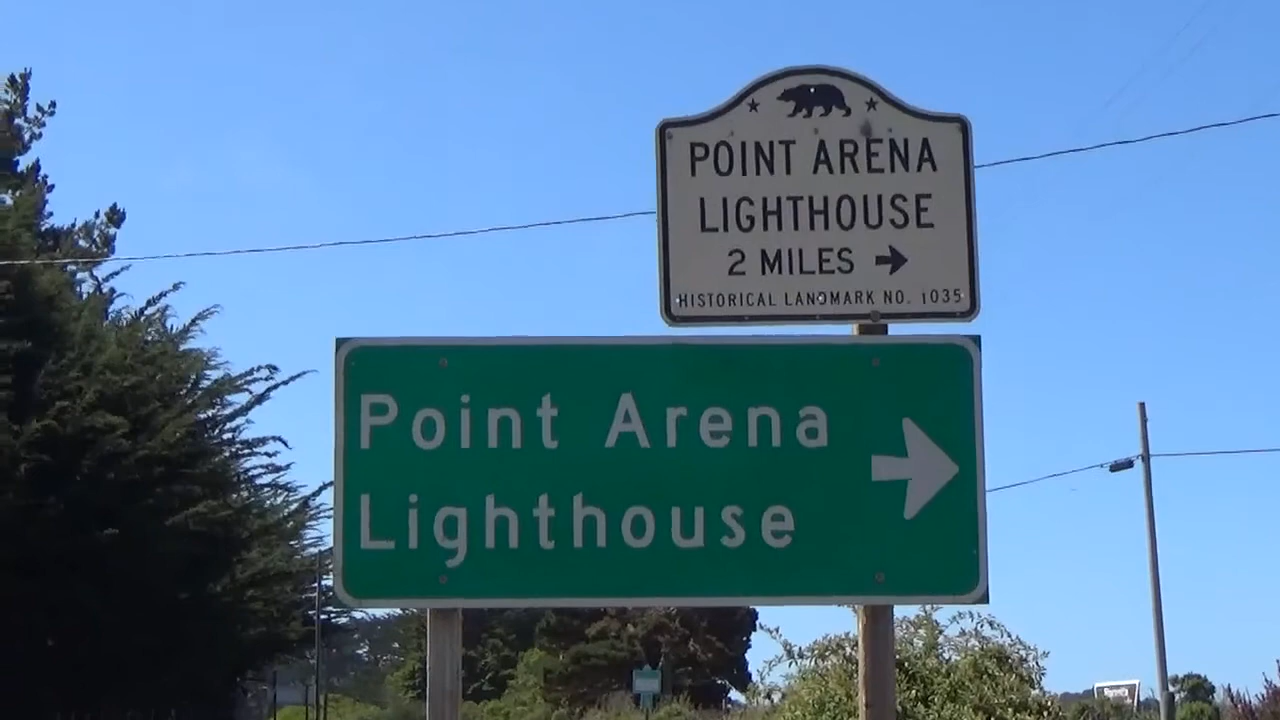 POINT ARENA
LIGHTHOUSE
2 MILES
HISTORICAL LANDMARK NO. 1035
Point Arena
Lighthouse